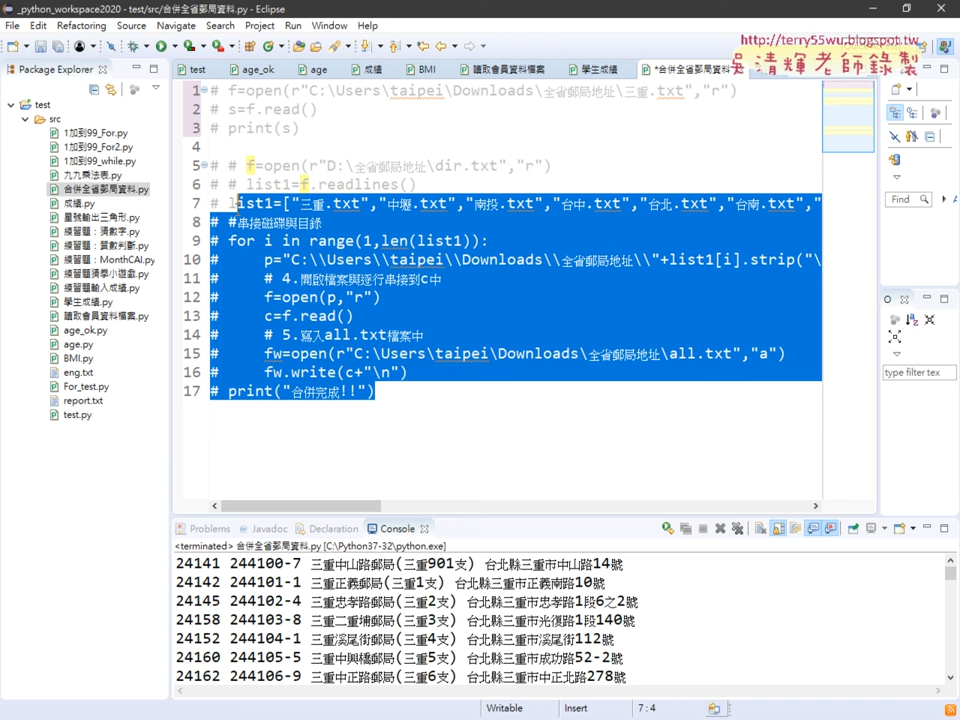 _python_workspace2020 - test/src/合併全省郵局資料.py - Eclipse
File Edit Refactoring Source Navigate Search Project Run Window Help
http://terry55wu.blogspot.tw
吳清輝老師錄製
Package Explorer
test
src
1加到99_For.py
1加到99_For2.py
1加到99_while.py
九九乘法表.py
合併全省郵局資料.py
成績.py
星號輸出三角形.py
練習題：猜數字.py
練習題：質數判斷.py
練習題：MonthCAl.py
練習題猜拳小遊戲.py
練習題輸入成績.py
學生成績.py
讀取會員資料檔案.py
age_ok.py
age.py
BMI.py
eng.txt
For_test.py
report.txt
test.py
test age_ok age 成績 BMI 讀取會員資料檔案 學生成績 *合併全省郵局資料
1 # f=open(r"C:\Users\taipei\Downloads\全省郵局地址\三重.txt","r")
2 # s=f.read()
3 # print(s)
4
5 # # f=open(r"D:\全省郵局地址\dir.txt","r")
6 # # list1=f.readlines()
7 # list1=["三重.txt","中壢.txt","南投.txt","台中.txt","台北.txt","台南.txt","
8 # #串接磁碟與目錄
9 # for i in range(1,len(list1)):
10 # p="C:\\Users\\taipei\\Downloads\\全省郵局地址\\"+list1[i].strip("\
11 # # 4.開啟檔案與逐行串接到c中
12 # f=open(p,"r")
13 # c=f.read()
14 # # 5.寫入all.txt檔案中
15 # fw=open(r"C:\Users\taipei\Downloads\全省郵局地址\all.txt","a")
16 # fw.write(c+"\n")
17 # print("合併完成!!")
Find All
type filter tex
Problems Javadoc Declaration Console
<terminated> 合併全省郵局資料.py [C:\Python37-32\python.exe]
24141 244100-7 三重中山路郵局(三重901支) 台北縣三重市中山路14號
24142 244101-1 三重正義郵局(三重1支) 台北縣三重市正義南路10號
24145 244102-4 三重忠孝路郵局(三重2支) 台北縣三重市忠孝路1段6之2號
24158 244103-8 三重二重埔郵局(三重3支) 台北縣三重市光復路1段140號
24152 244104-1 三重溪尾街郵局(三重4支) 台北縣三重市溪尾街112號
24160 244105-5 三重中興橋郵局(三重5支) 台北縣三重市成功路52-2號
24162 244106-9 三重中正路郵局(三重6支) 台北縣三重市中正北路278號
Writable Insert 7 : 4